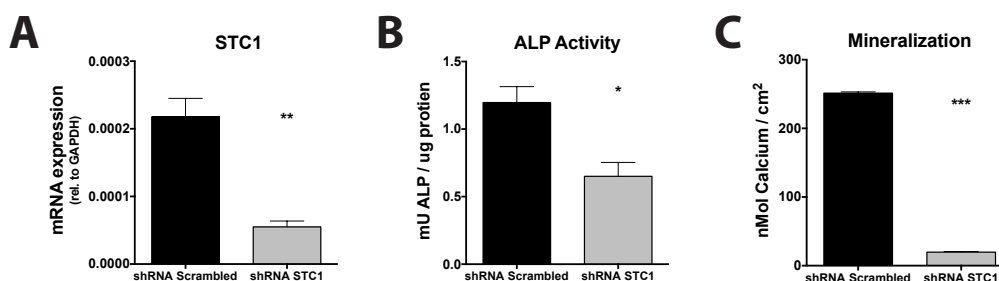 A
STC1
mRNA expression
(rel. to GAPDH)
0.0003
0.0002
0.0001
0.0000
**
shRNA Scrambled
shRNA STC1
B
ALP Activity
mU ALP / ug protien
1.5
1.0
0.5
0.0
*
shRNA Scrambled
shRNA STC1
C
Mineralization
nMol Calcium / cm²
300
200
100
0
***
shRNA Scrambled
shRNA STC1